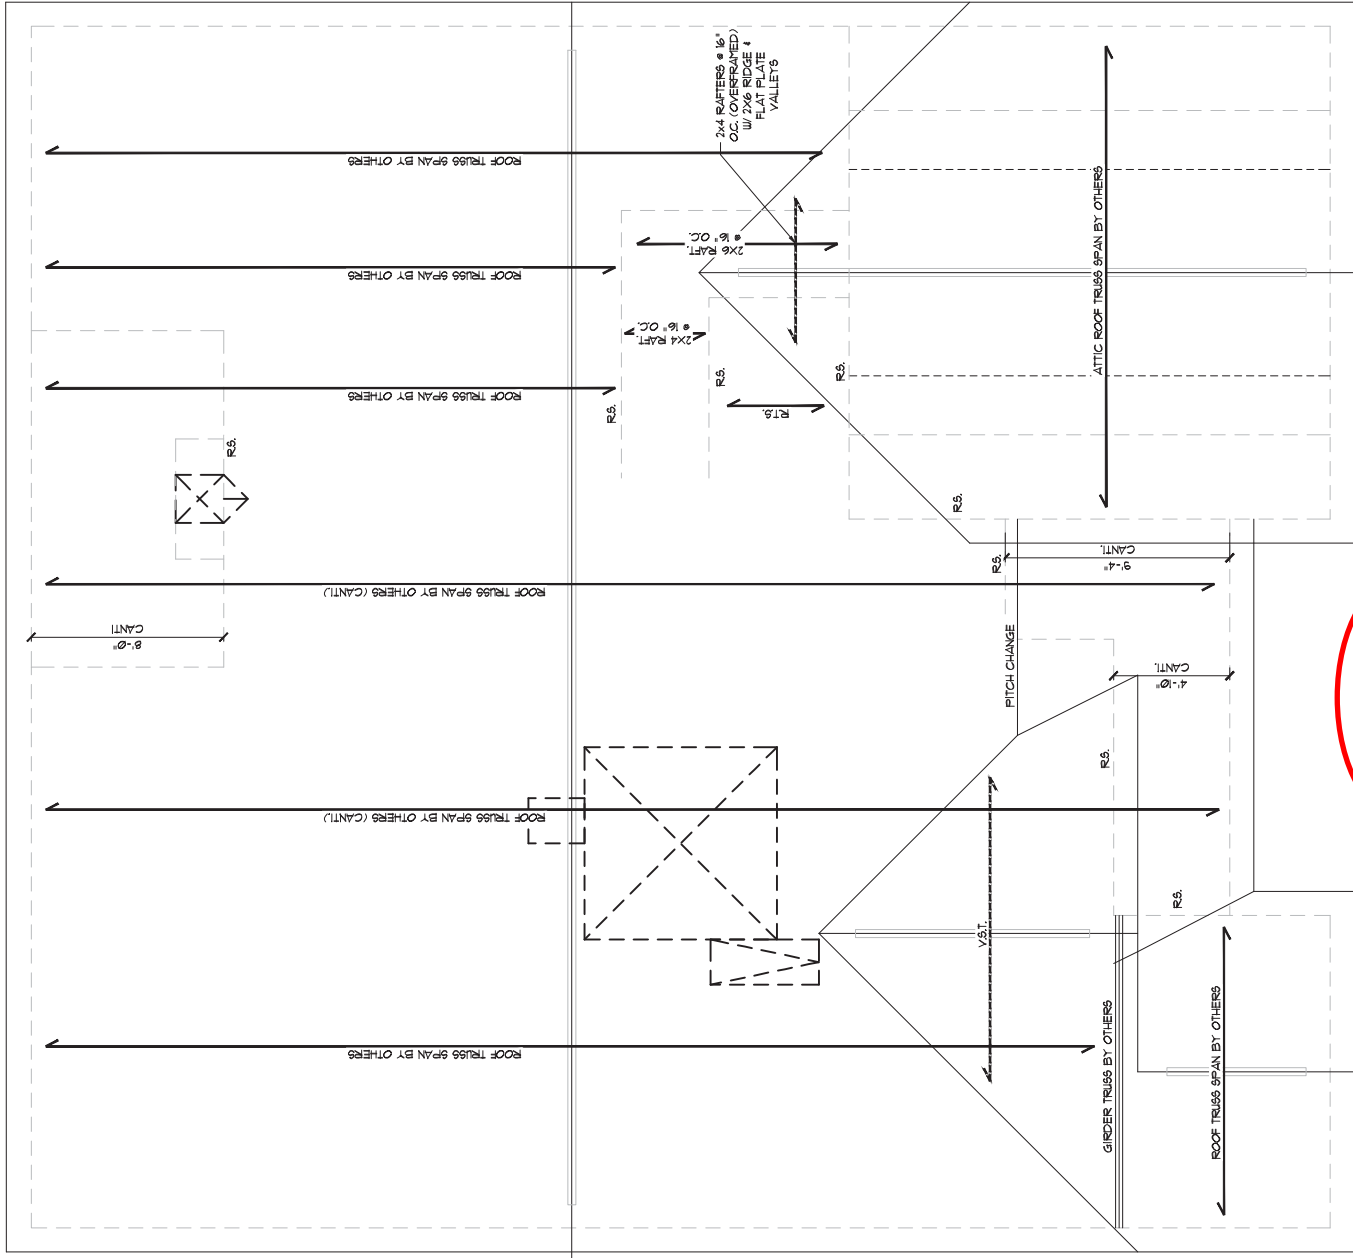 2x4 RAFTERS @ 16"
O.C. (OVERFRAMED)
W/ 2X6 RIDGE &
FLAT PLATE
VALLEYS
ROOF TRUSS SPAN BY OTHERS
ROOF TRUSS SPAN BY OTHERS
ROOF TRUSS SPAN BY OTHERS
2X6 RAFT.
@ 16" O.C.
2X4 RAFT.
@ 16" O.C.
ATTIC ROOF TRUSS SPAN BY OTHERS
R.S.
R.S.
R.S.
R.S.
R.T.S.
R.S.
R.S.
9'-4"
CANTI.
ROOF TRUSS SPAN BY OTHERS (CANTI.)
8'-0"
CANTI
PITCH CHANGE
4'-10"
CANTI.
R.S.
ROOF TRUSS SPAN BY OTHERS (CANTI.)
R.S.
V.S.T.
ROOF TRUSS SPAN BY OTHERS
GIRDER TRUSS BY OTHERS
ROOF TRUSS SPAN BY OTHERS